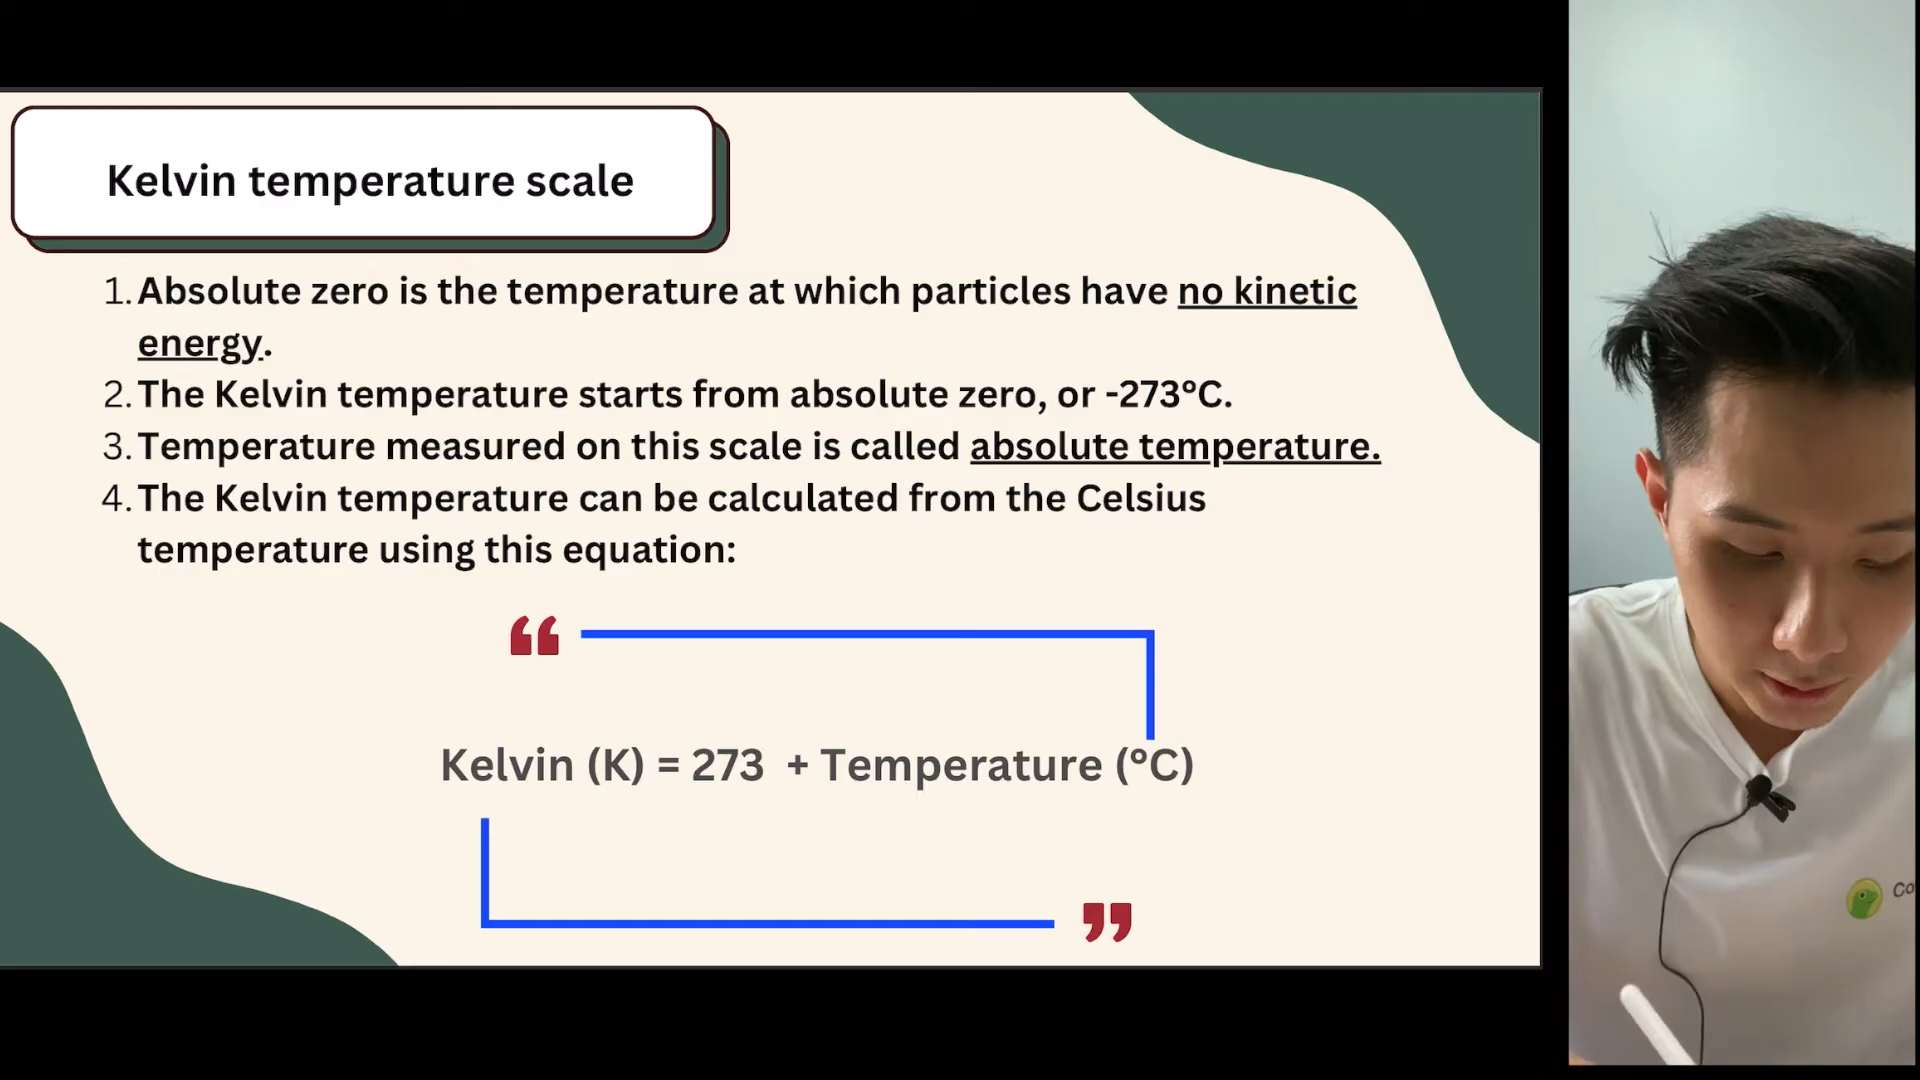 Kelvin temperature scale
1. Absolute zero is the temperature at which particles have no kinetic
energy.
2. The Kelvin temperature starts from absolute zero, or -273°C.
3. Temperature measured on this scale is called absolute temperature.
4. The Kelvin temperature can be calculated from the Celsius
temperature using this equation:
“
Kelvin (K) = 273 + Temperature (°C)
”
Co